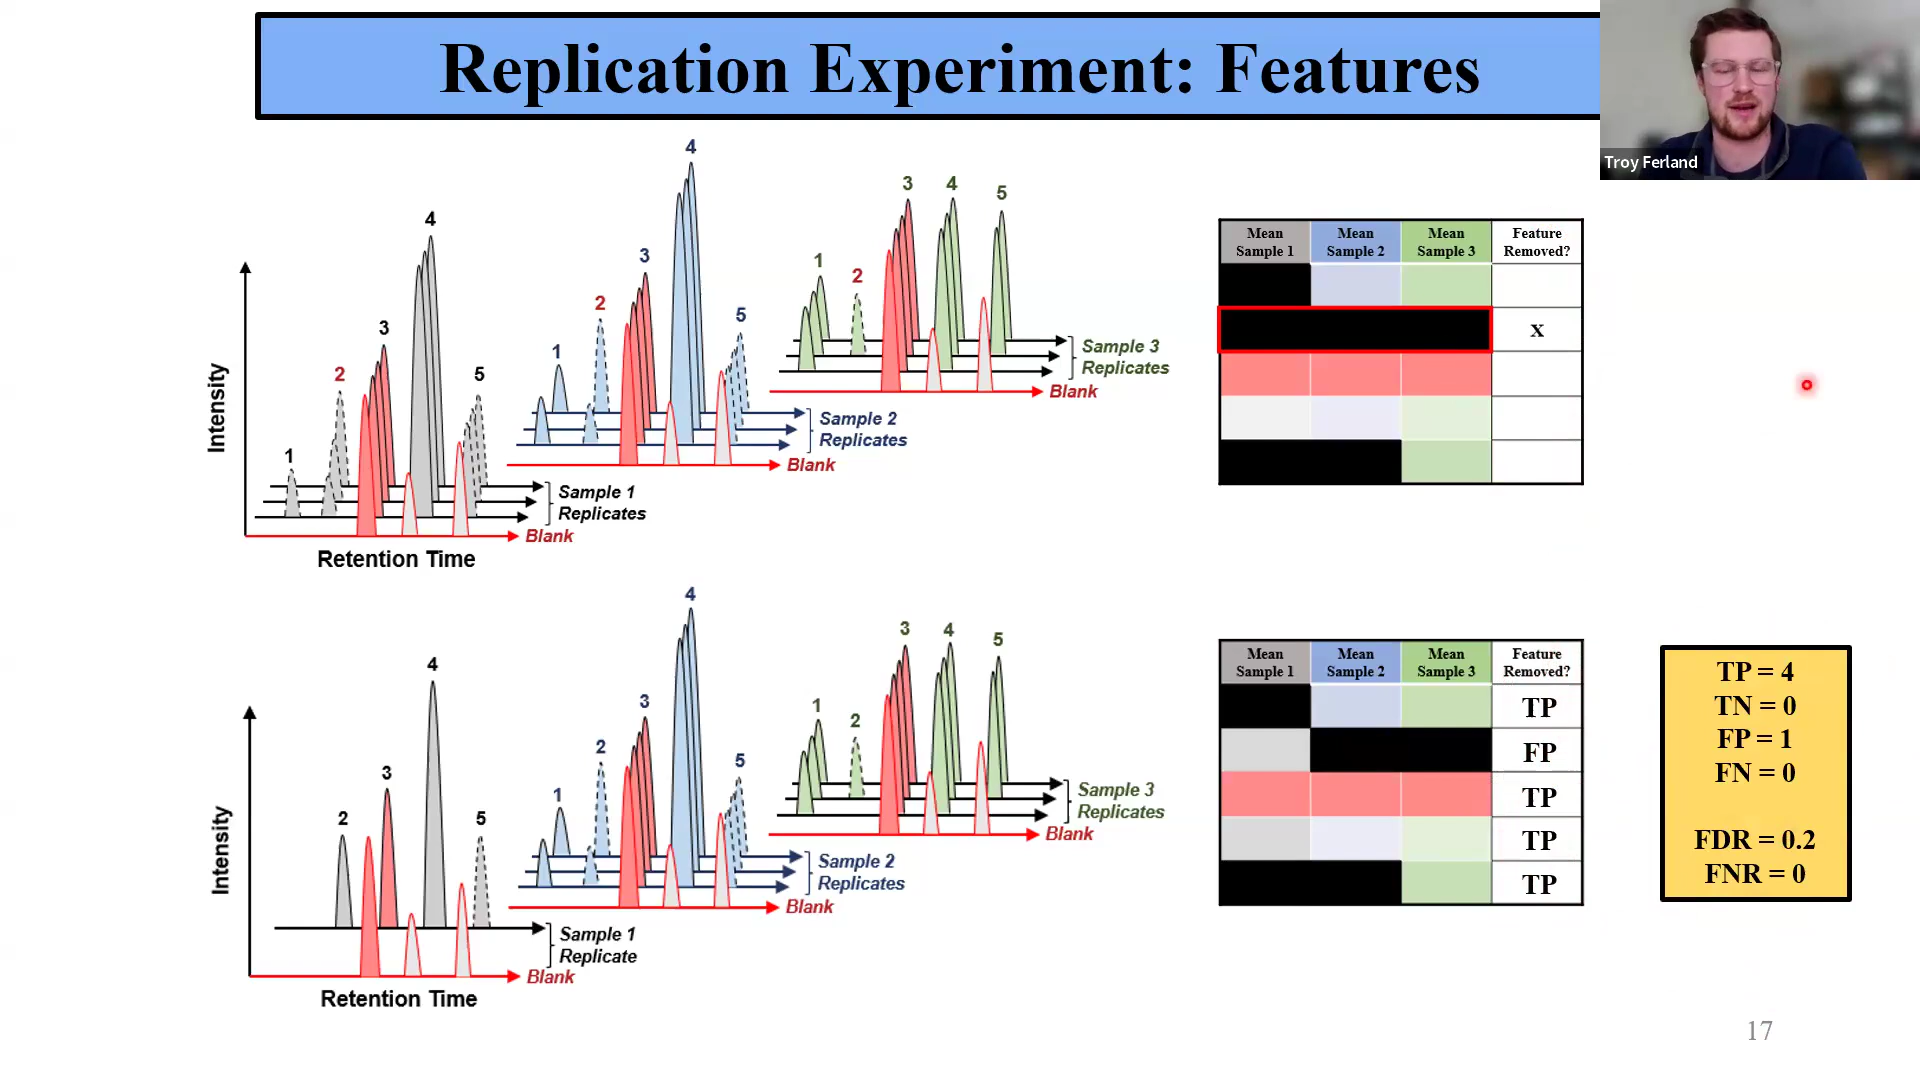 Replication Experiment: Features
Troy Ferland
4
3
2
5
1
Intensity
Sample 1
Replicates
Blank
Retention Time
4
3
2
5
1
Sample 2
Replicates
Blank
3
4
5
1
2
Sample 3
Replicates
Blank
Mean Sample 1
Mean Sample 2
Mean Sample 3
Feature Removed?
x
4
3
2
5
Intensity
Sample 1
Replicate
Blank
Retention Time
4
3
2
5
1
Sample 2
Replicates
Blank
3
4
5
1
2
Sample 3
Replicates
Blank
Mean Sample 1
Mean Sample 2
Mean Sample 3
Feature Removed?
TP
FP
TP
TP
TP
TP = 4
TN = 0
FP = 1
FN = 0
FDR = 0.2
FNR = 0
17